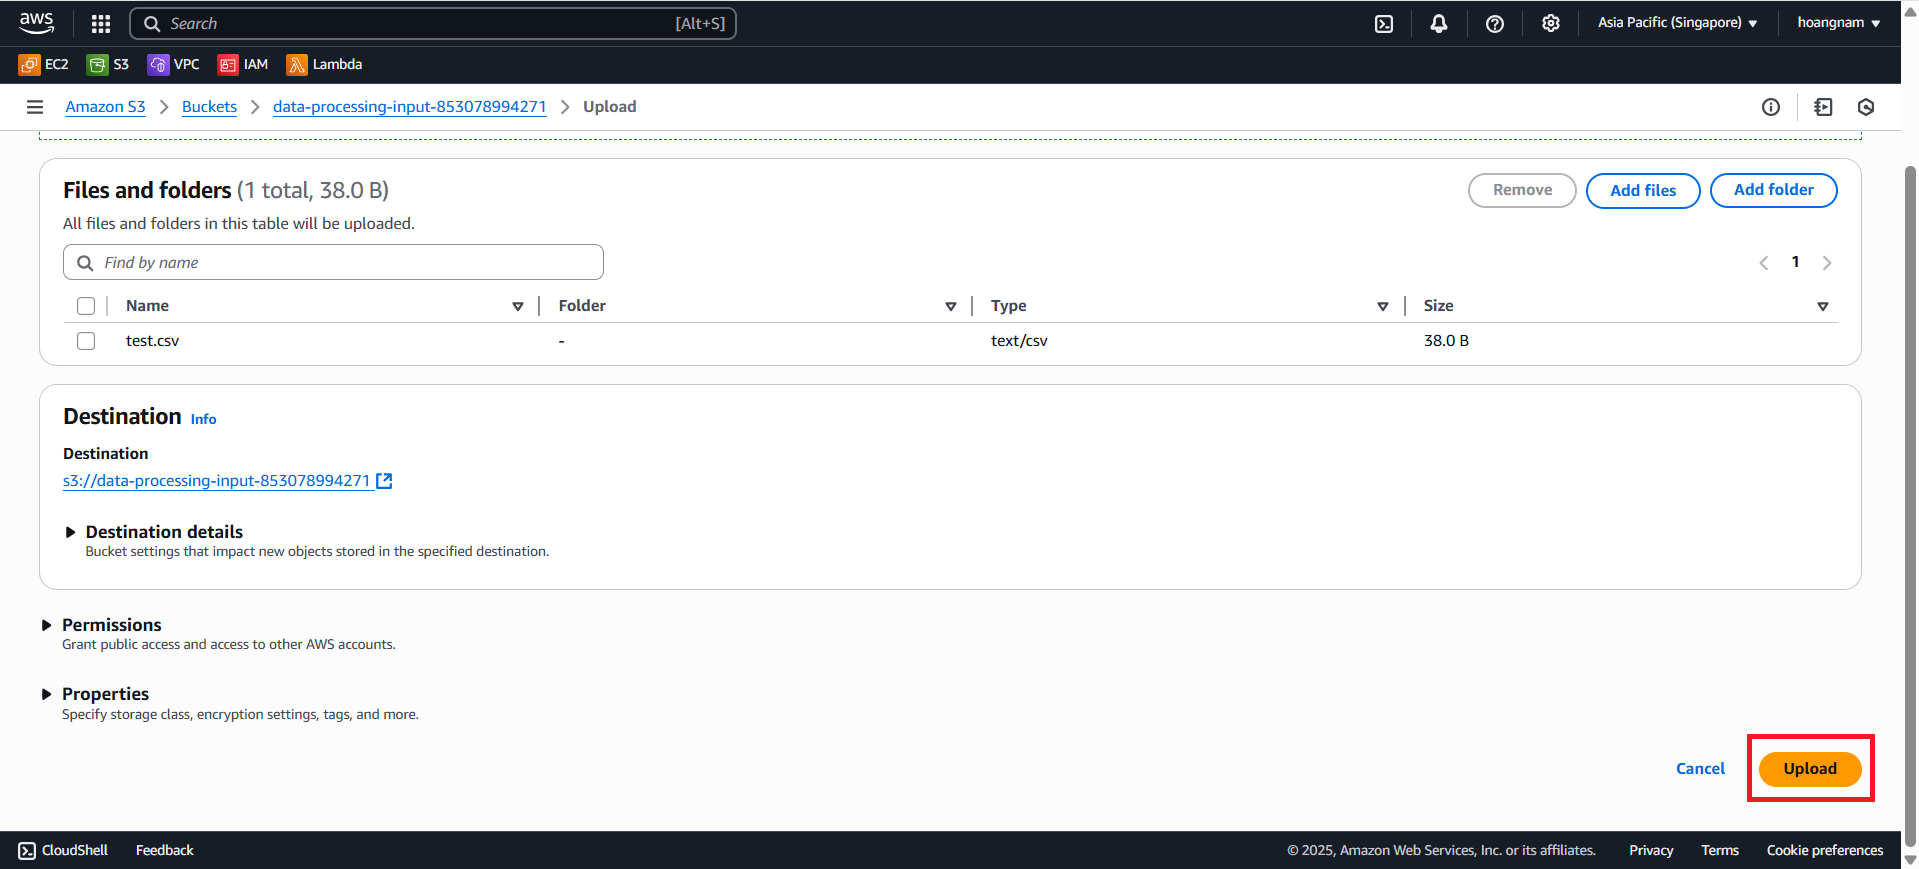 aws Search [Alt+S] Asia Pacific (Singapore) hoangnam
EC2 S3 VPC IAM Lambda
Amazon S3 Buckets data-processing-input-853078994271 Upload
Files and folders (1 total, 38.0 B) Remove Add files Add folder
All files and folders in this table will be uploaded.
Find by name 1
Name Folder Type Size
test.csv - text/csv 38.0 B
Destination Info
Destination
s3://data-processing-input-853078994271
Destination details
Bucket settings that impact new objects stored in the specified destination.
Permissions
Grant public access and access to other AWS accounts.
Properties
Specify storage class, encryption settings, tags, and more.
Cancel Upload
CloudShell Feedback © 2025, Amazon Web Services, Inc. or its affiliates. Privacy Terms Cookie preferences